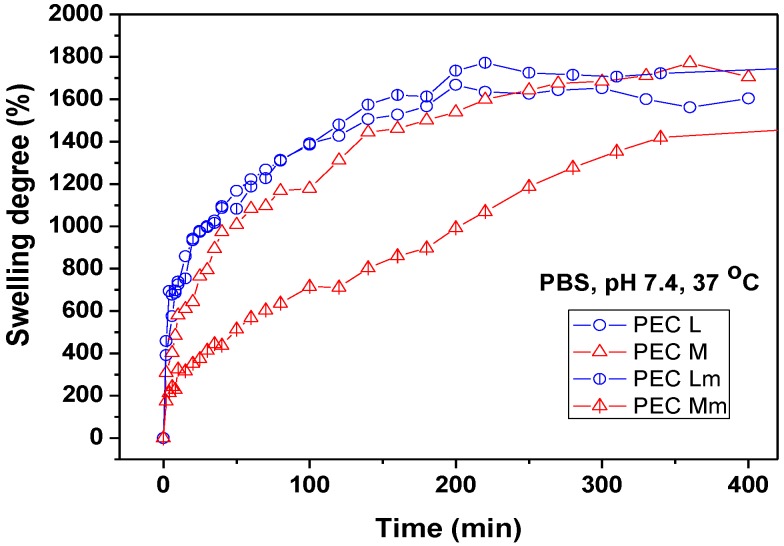 2000
1800
1600
1400
1200
1000
800
600
400
200
0
Swelling degree (%)
PBS, pH 7.4, 37 °C
PEC L
PEC M
PEC Lm
PEC Mm
0 100 200 300 400
Time (min)